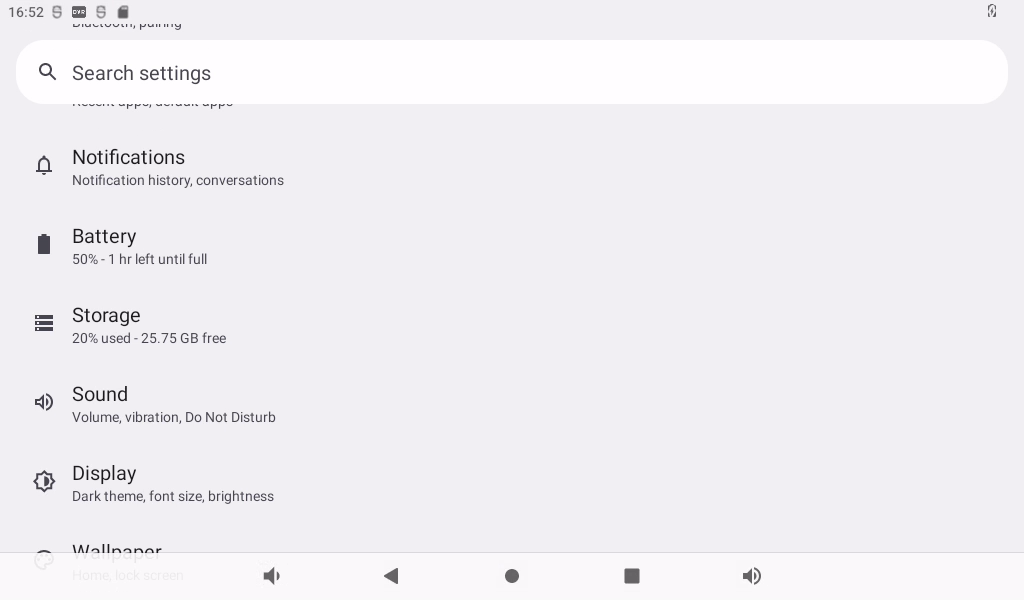 16:52
DVR
Bluetooth, pairing
Search settings
Recent apps, default apps
Notifications
Notification history, conversations
Battery
50% - 1 hr left until full
Storage
20% used - 25.75 GB free
Sound
Volume, vibration, Do Not Disturb
Display
Dark theme, font size, brightness
Wallpaper
Home, lock screen